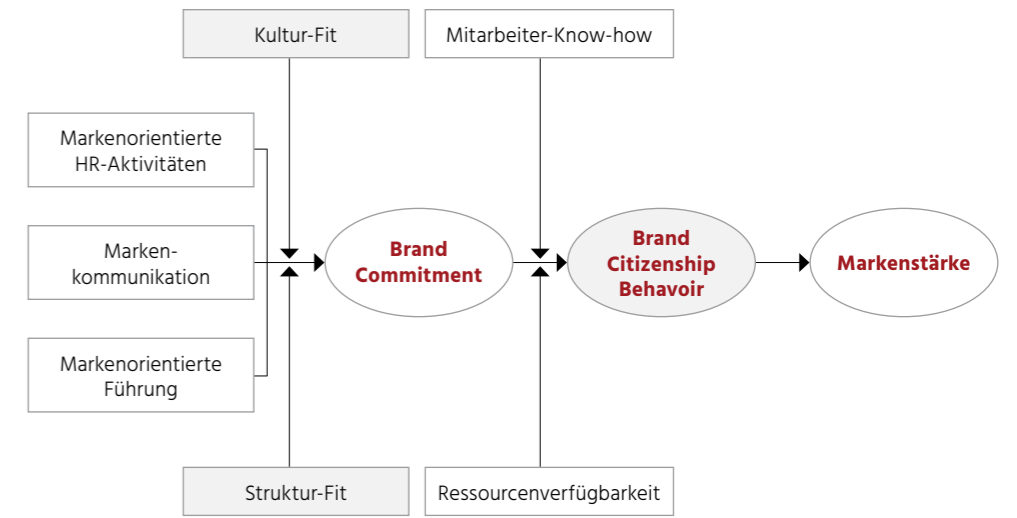 Kultur-Fit
Mitarbeiter-Know-how
Markenorientierte
HR-Aktivitäten
Marken-
kommunikation
Markenorientierte
Führung
Brand
Commitment
Brand
Citizenship
Behavoir
Markenstärke
Struktur-Fit
Ressourcenverfügbarkeit